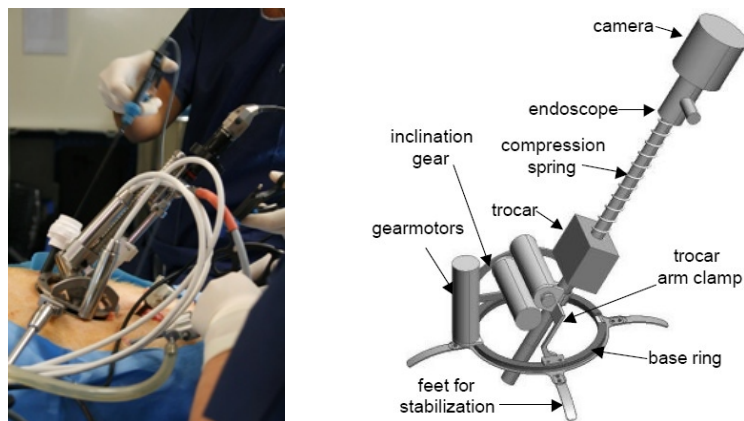 camera
endoscope
inclination
gear
compression
spring
trocar
gearmotors
trocar
arm clamp
base ring
feet for
stabilization